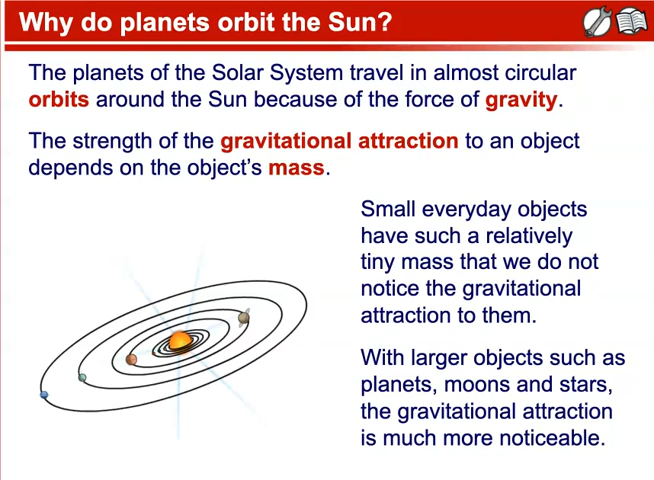 Why do planets orbit the Sun?
The planets of the Solar System travel in almost circular
orbits around the Sun because of the force of gravity.
The strength of the gravitational attraction to an object
depends on the object's mass.
Small everyday objects
have such a relatively
tiny mass that we do not
notice the gravitational
attraction to them.
With larger objects such as
planets, moons and stars,
the gravitational attraction
is much more noticeable.